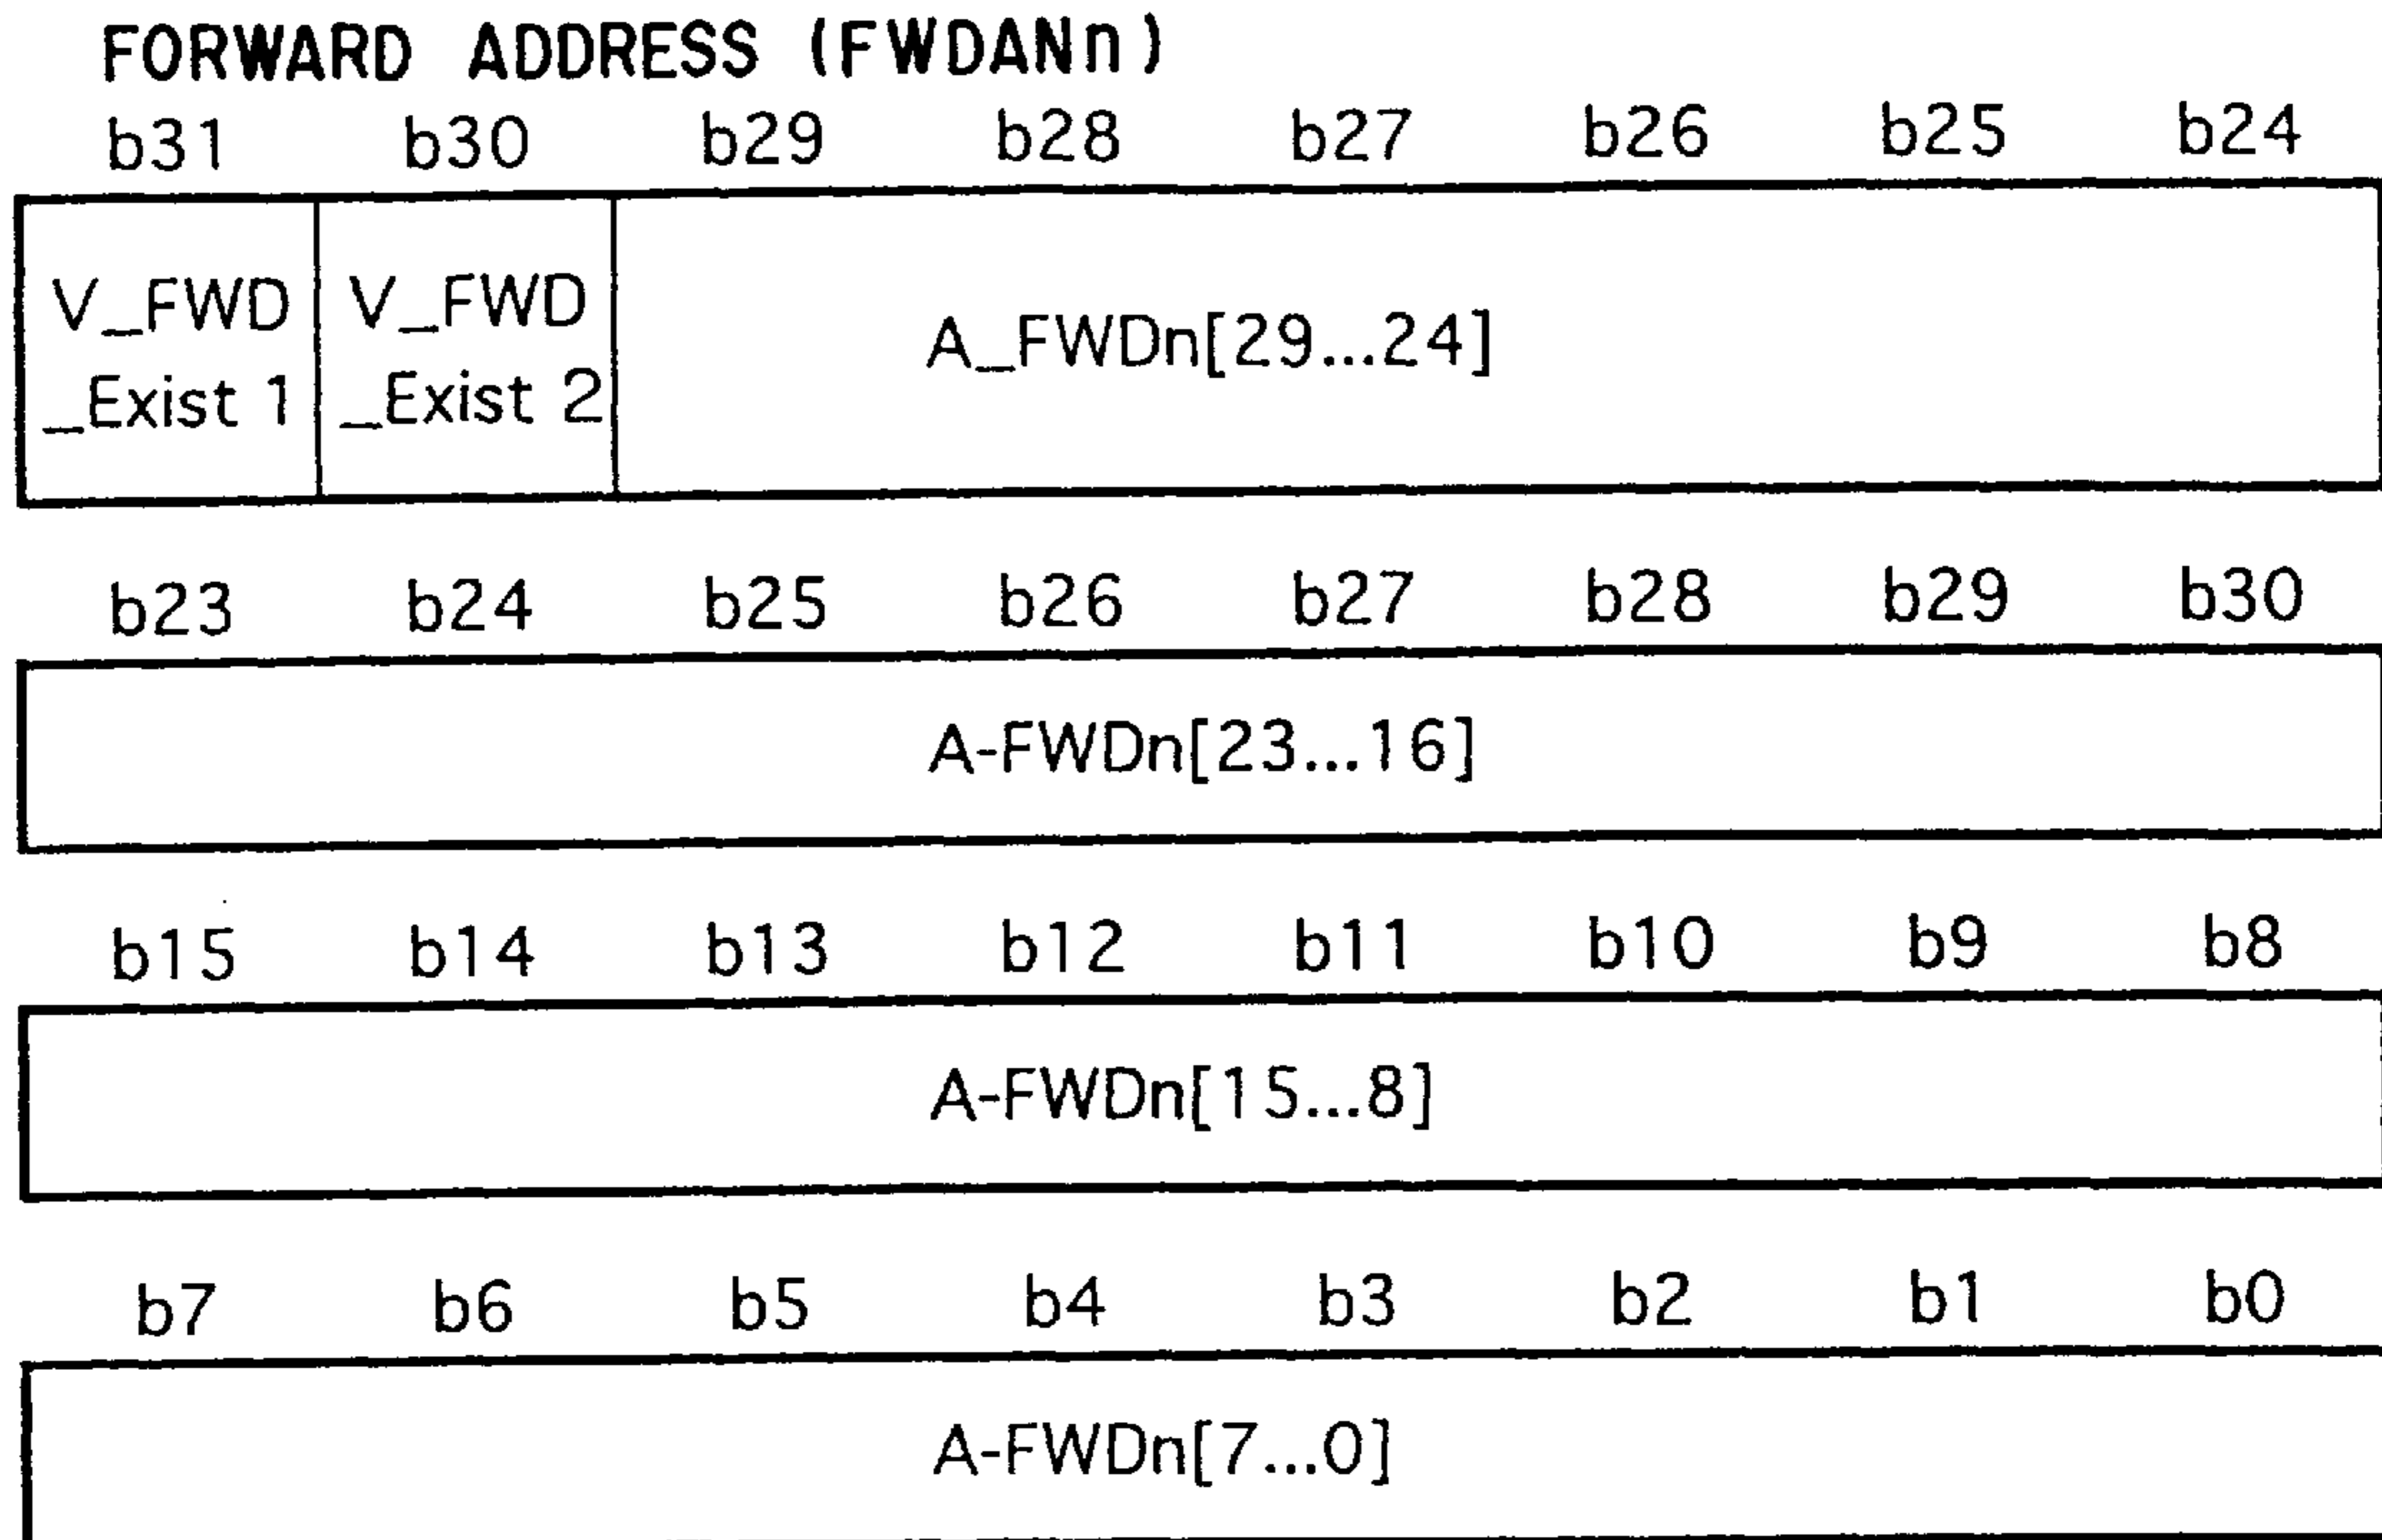 FORWARD ADDRESS (FWDANn)
b31 b30 b29 b28 b27 b26 b25 b24
V_FWD V_FWD
A_FWDn[29...24]
_Exist 1 _Exist 2
b23 b24 b25 b26 b27 b28 b29 b30
A-FWDn[23...16]
b15 b14 b13 b12 b11 b10 b9 b8
A-FWDn[15...8]
b7 b6 b5 b4 b3 b2 b1 b0
A-FWDn[7...0]